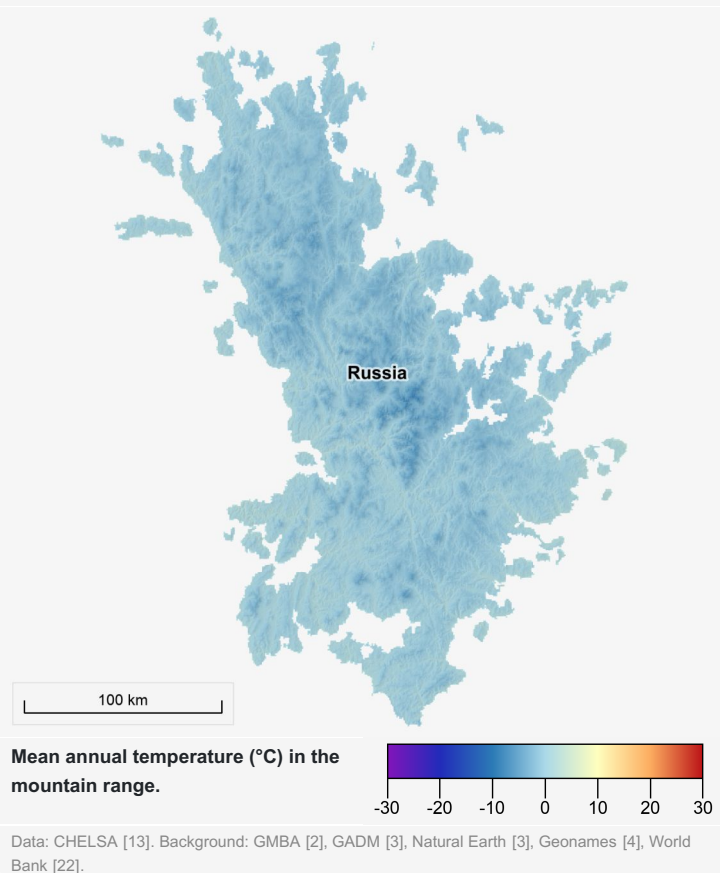 Russia
100 km
Mean annual temperature (°C) in the
mountain range.
-30 -20 -10 0 10 20 30
Data: CHELSA [13]. Background: GMBA [2], GADM [3], Natural Earth [3], Geonames [4], World
Bank [22].